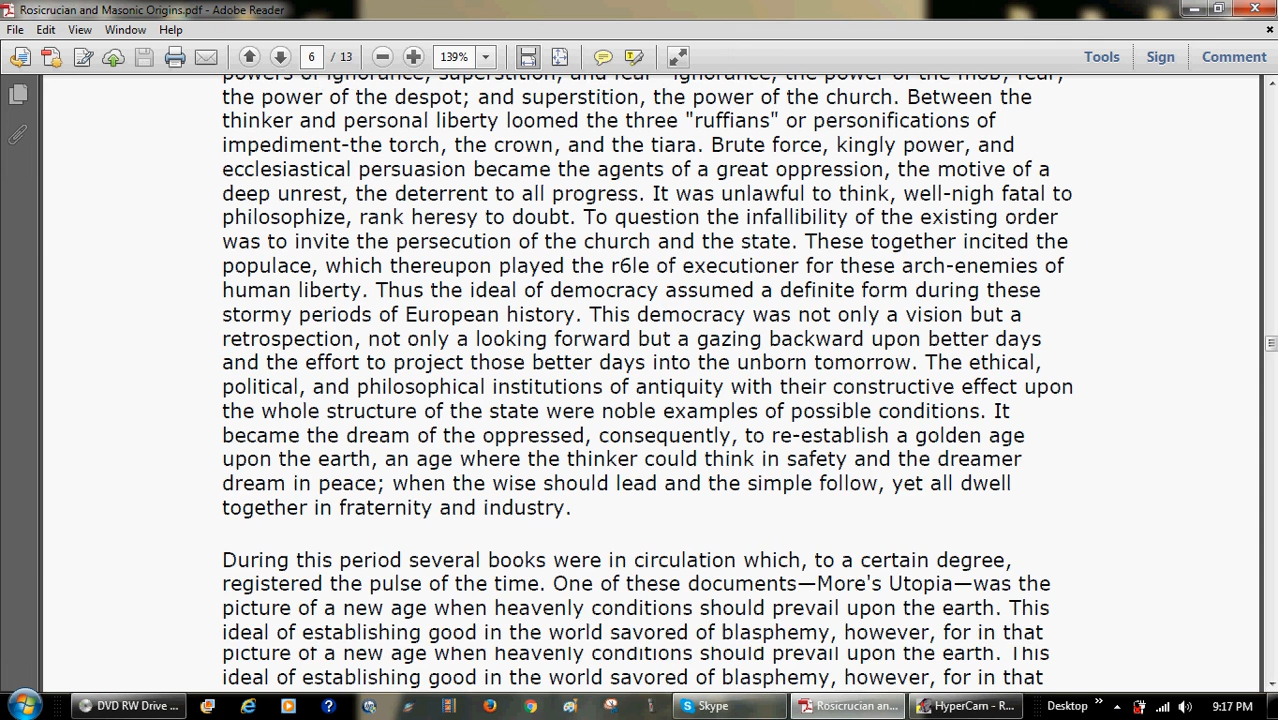 Rosicrucian and Masonic Origins.pdf - Adobe Reader
File Edit View Window Help
6 / 13 139% Tools Sign Comment
powers of ignorance, superstition, and fear—ignorance, the power of the mob; fear,
the power of the despot; and superstition, the power of the church. Between the
thinker and personal liberty loomed the three "ruffians" or personifications of
impediment-the torch, the crown, and the tiara. Brute force, kingly power, and
ecclesiastical persuasion became the agents of a great oppression, the motive of a
deep unrest, the deterrent to all progress. It was unlawful to think, well-nigh fatal to
philosophize, rank heresy to doubt. To question the infallibility of the existing order
was to invite the persecution of the church and the state. These together incited the
populace, which thereupon played the r6le of executioner for these arch-enemies of
human liberty. Thus the ideal of democracy assumed a definite form during these
stormy periods of European history. This democracy was not only a vision but a
retrospection, not only a looking forward but a gazing backward upon better days
and the effort to project those better days into the unborn tomorrow. The ethical,
political, and philosophical institutions of antiquity with their constructive effect upon
the whole structure of the state were noble examples of possible conditions. It
became the dream of the oppressed, consequently, to re-establish a golden age
upon the earth, an age where the thinker could think in safety and the dreamer
dream in peace; when the wise should lead and the simple follow, yet all dwell
together in fraternity and industry.
During this period several books were in circulation which, to a certain degree,
registered the pulse of the time. One of these documents—More's Utopia—was the
picture of a new age when heavenly conditions should prevail upon the earth. This
ideal of establishing good in the world savored of blasphemy, however, for in that
picture of a new age when heavenly conditions should prevail upon the earth. This
ideal of establishing good in the world savored of blasphemy, however, for in that
DVD RW Drive ... Skype Rosicrucian an... HyperCam - R... Desktop 9:17 PM